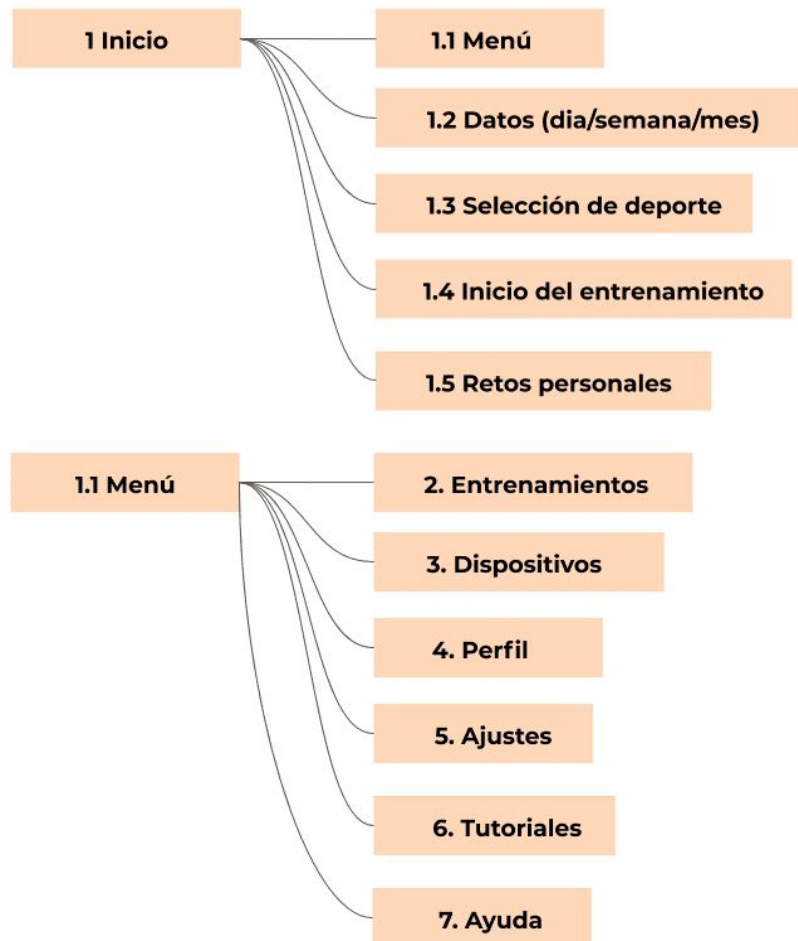 1 Inicio
1.1 Menú
1.2 Datos (dia/semana/mes)
1.3 Selección de deporte
1.4 Inicio del entrenamiento
1.5 Retos personales
1.1 Menú
2. Entrenamientos
3. Dispositivos
4. Perfil
5. Ajustes
6. Tutoriales
7. Ayuda